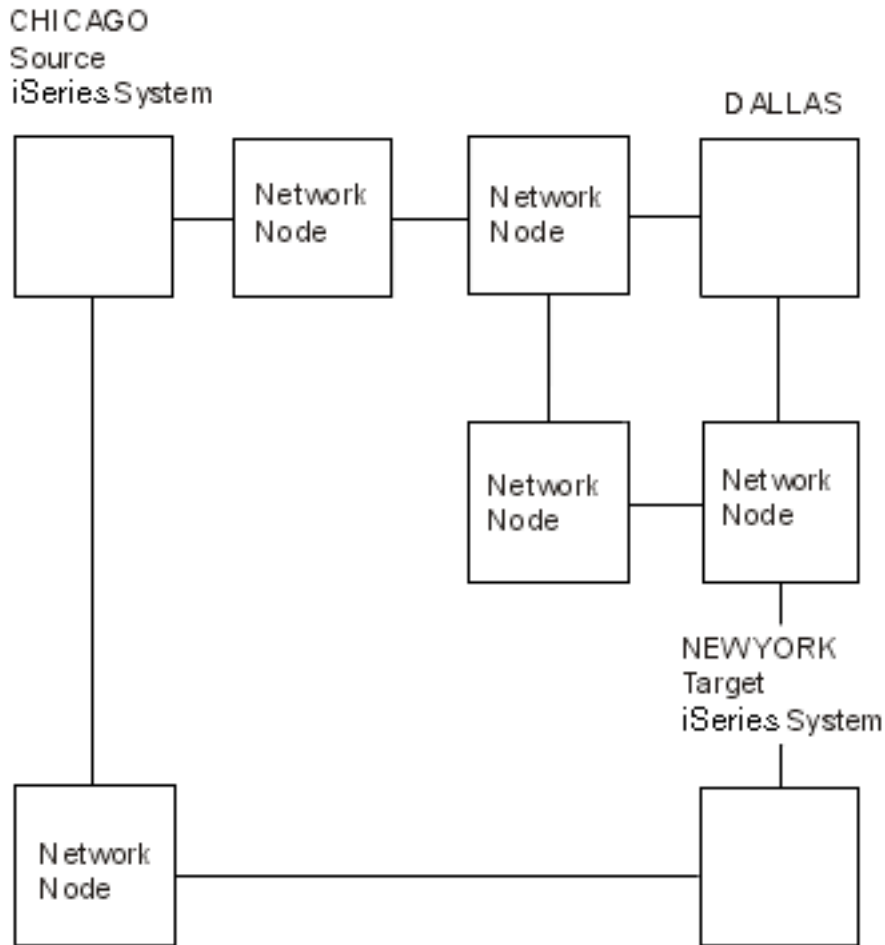 CHICAGO
Source
iSeries System
DALLAS
Network
Node
Network
Node
Network
Node
Network
Node
NEWYORK
Target
iSeries System
Network
Node